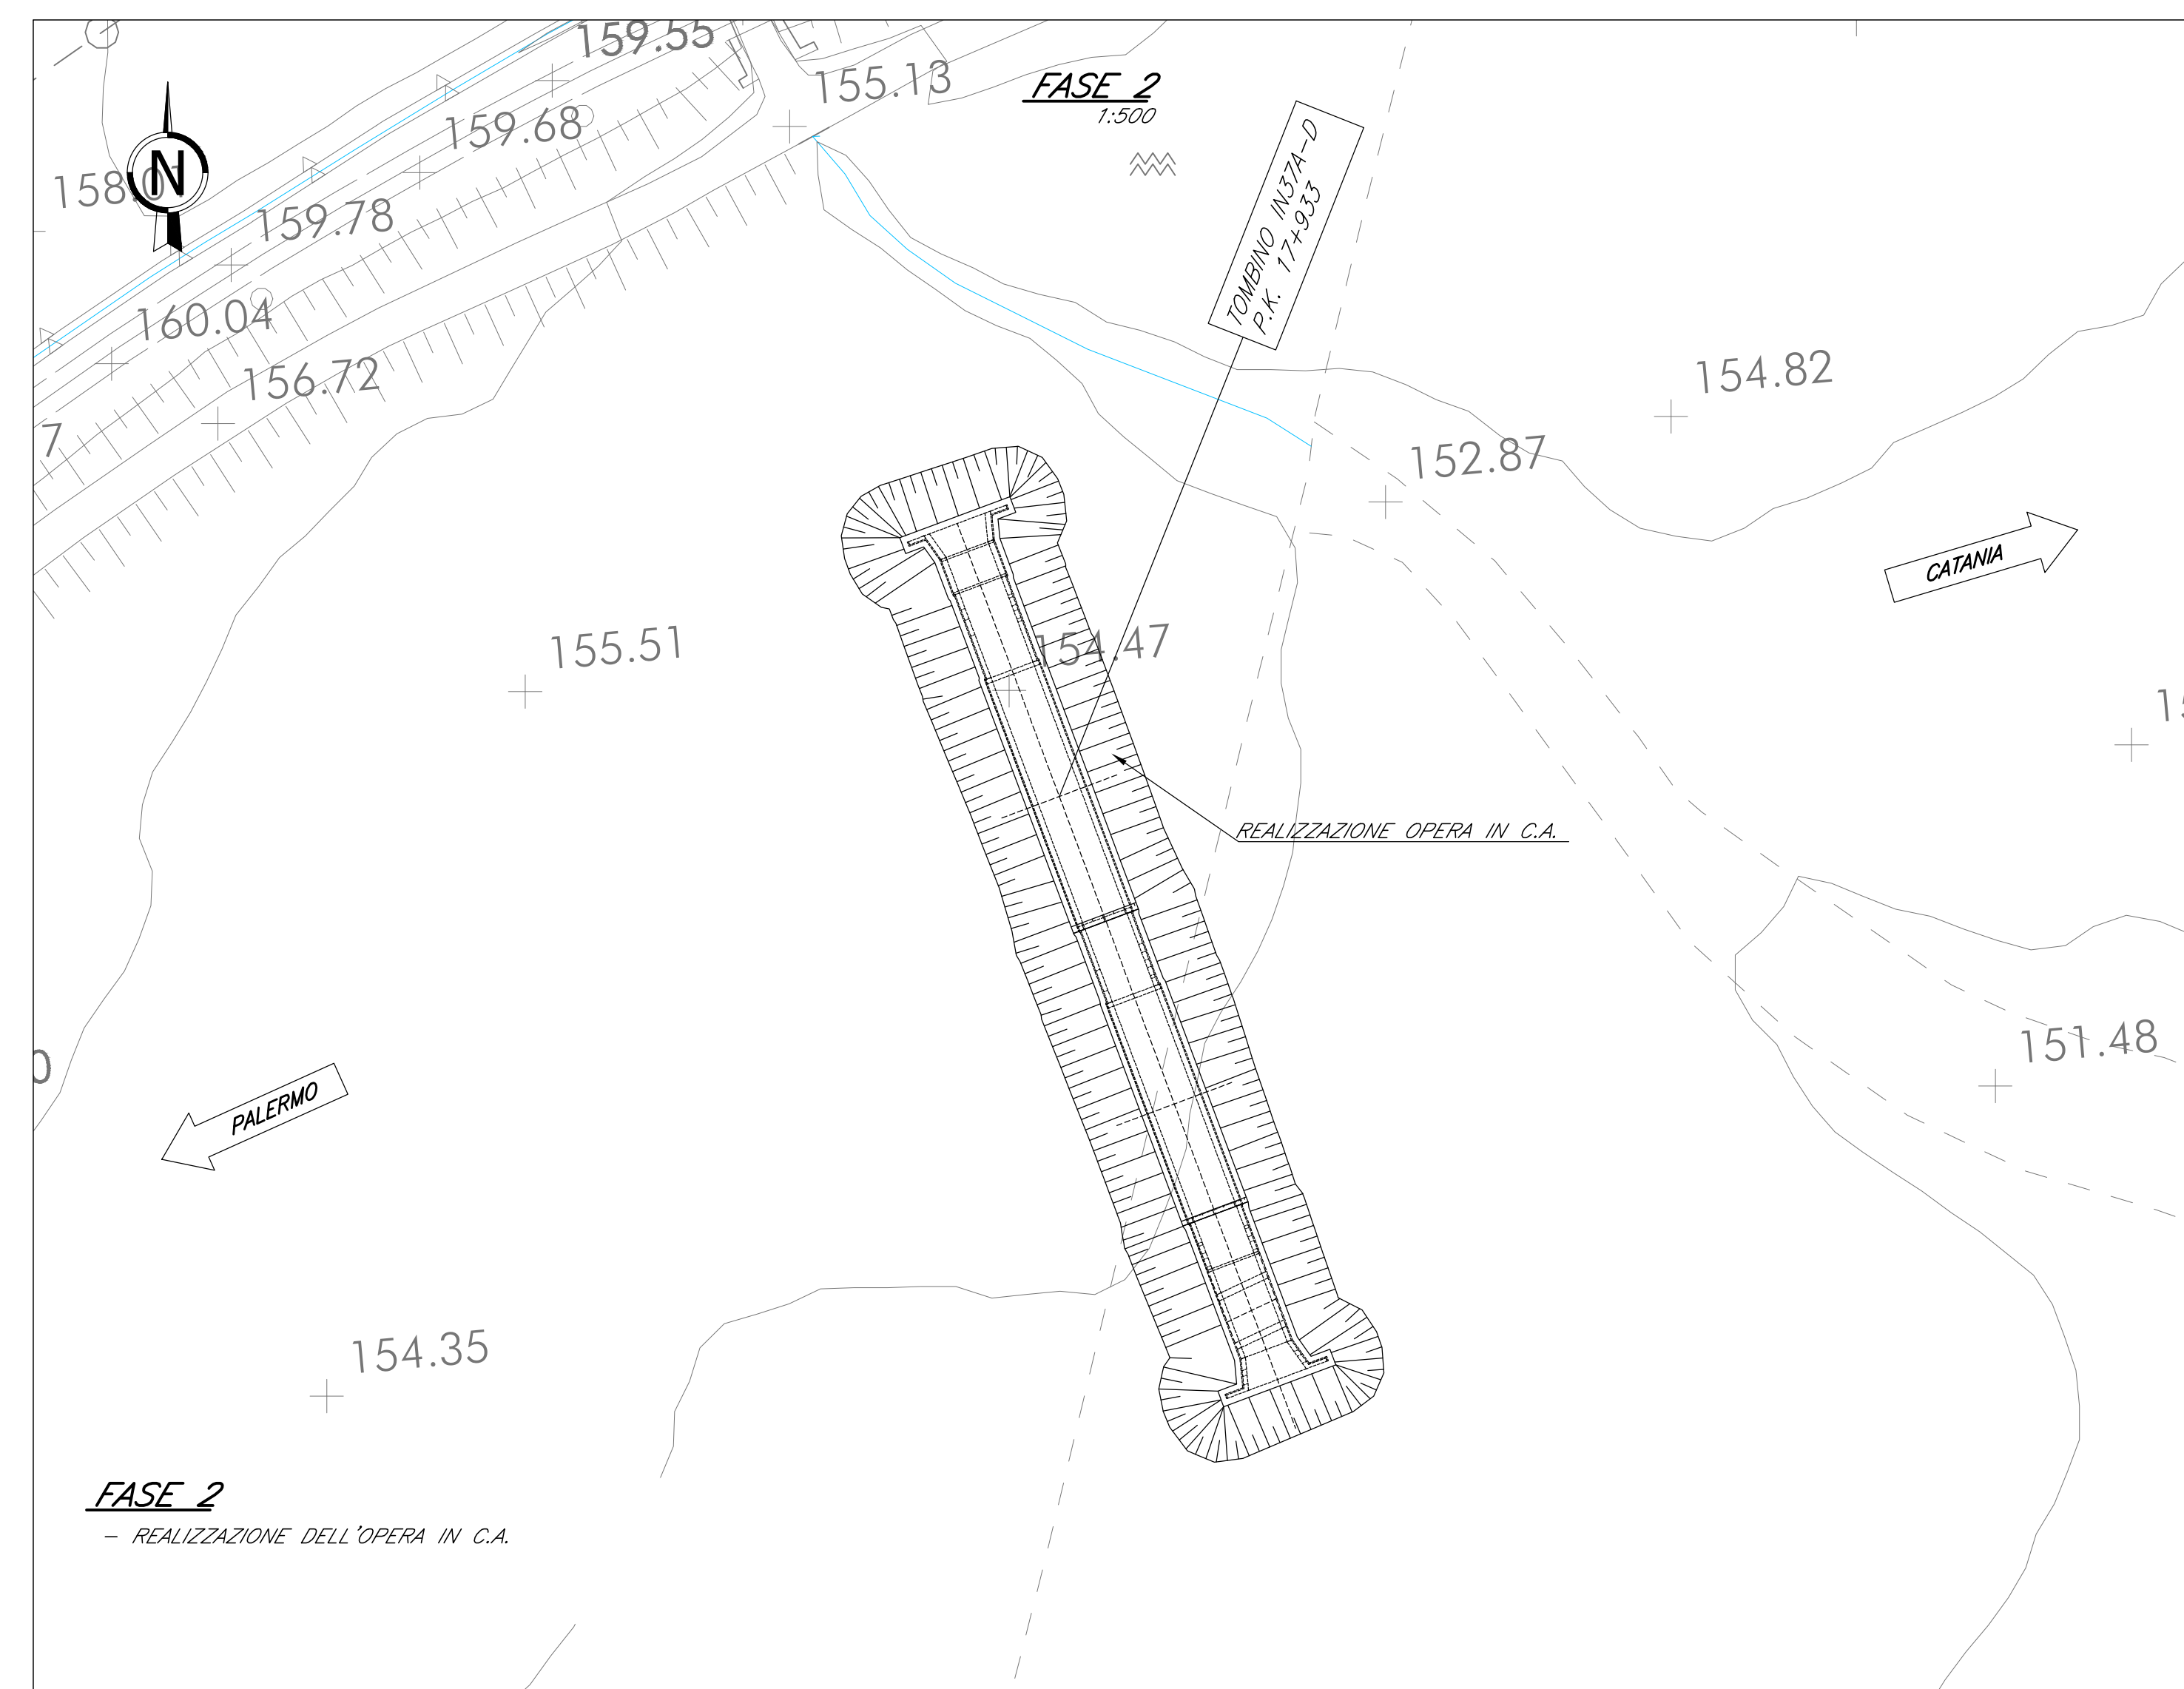 159.55
155.13
FASE 2
1:500
159.68
N
159.78
TOMBINO IN37A-D
P.K. 17+933
160.04
156.72
154.82
7
152.87
CATANIA
155.51
154.47
REALIZZAZIONE OPERA IN C.A.
151.48
0
PALERMO
154.35
FASE 2
- REALIZZAZIONE DELL'OPERA IN C.A.